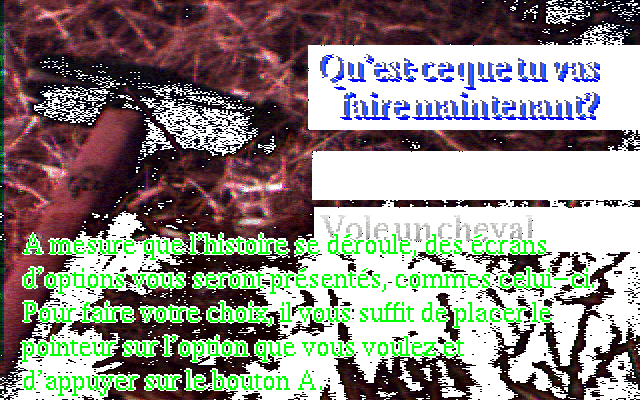 Qu'est-ce que tu vas
faire maintenant?
Vole un cheval
A mesure que l'histoire se déroule, des écrans
d'options vous seront présentés, commes celui-ci.
Pour faire votre choix, il vous suffit de placer le
pointeur sur l'option que vous voulez et
d'appuyer sur le bouton A.